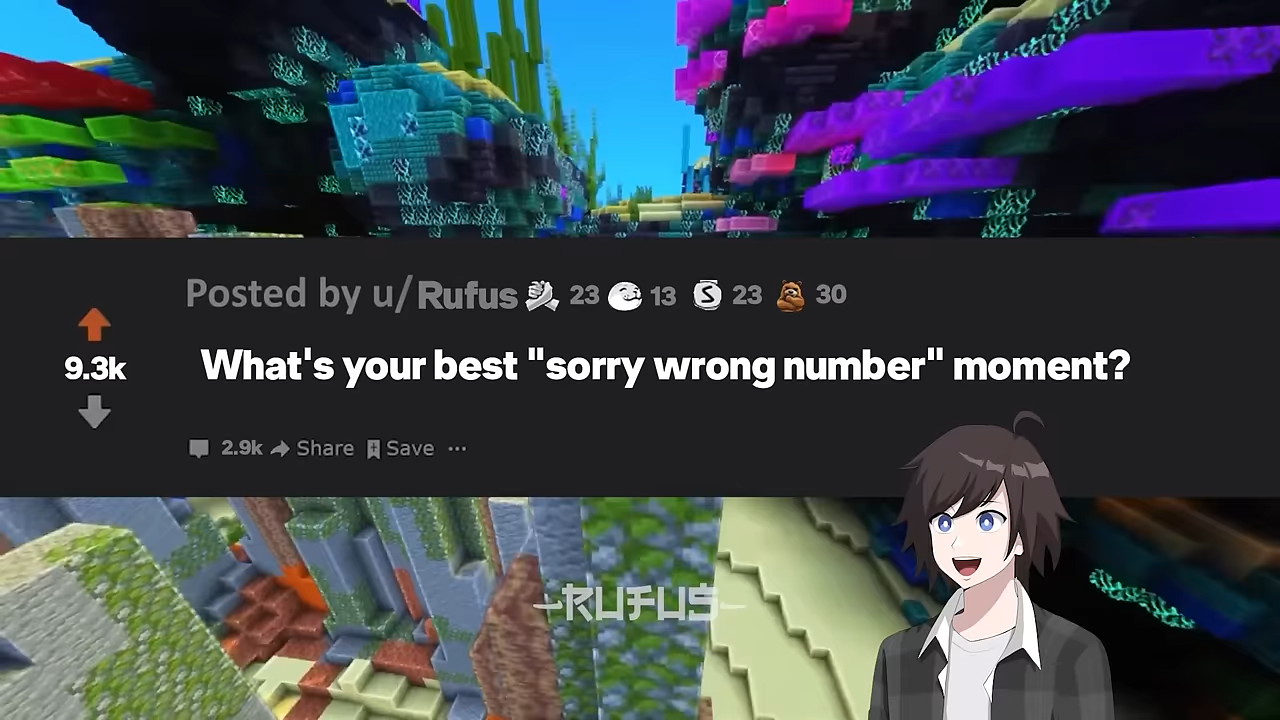 Posted by u/Rufus 23 13 S 23 30
9.3k
What's your best "sorry wrong number" moment?
2.9k Share Save ...
-RUFUS-